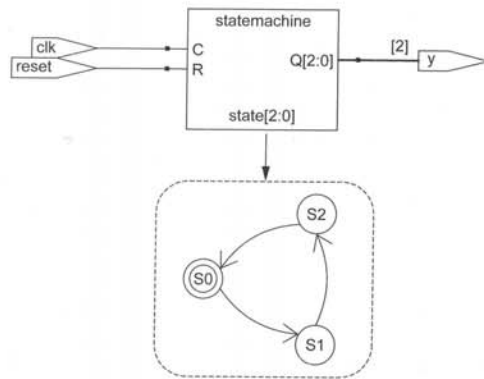 statemachine
clk
C
reset
R
Q[2:0]
[2]
y
state[2:0]
S2
S0
S1